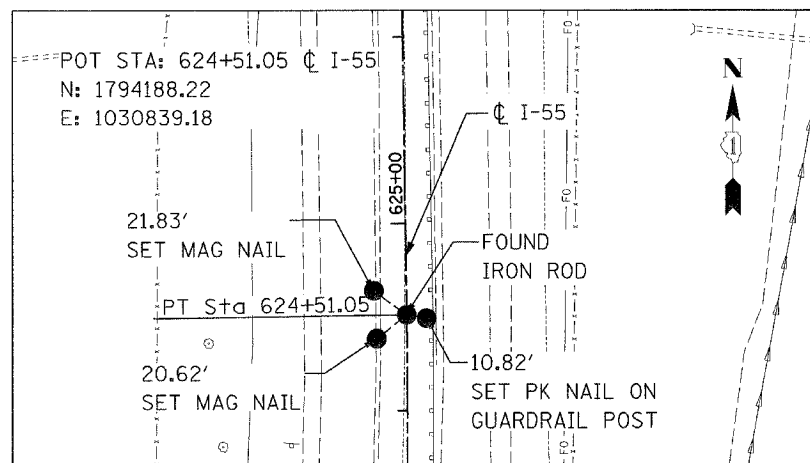 POT STA: 624+51.05 ℄ I-55
N: 1794188.22
E: 1030839.18
N
℄ I-55
625+00
21.83'
SET MAG NAIL
FOUND
IRON ROD
PT Sta 624+51.05
20.62'
SET MAG NAIL
10.82'
SET PK NAIL ON
GUARDRAIL POST
FO
FO
FO
FO